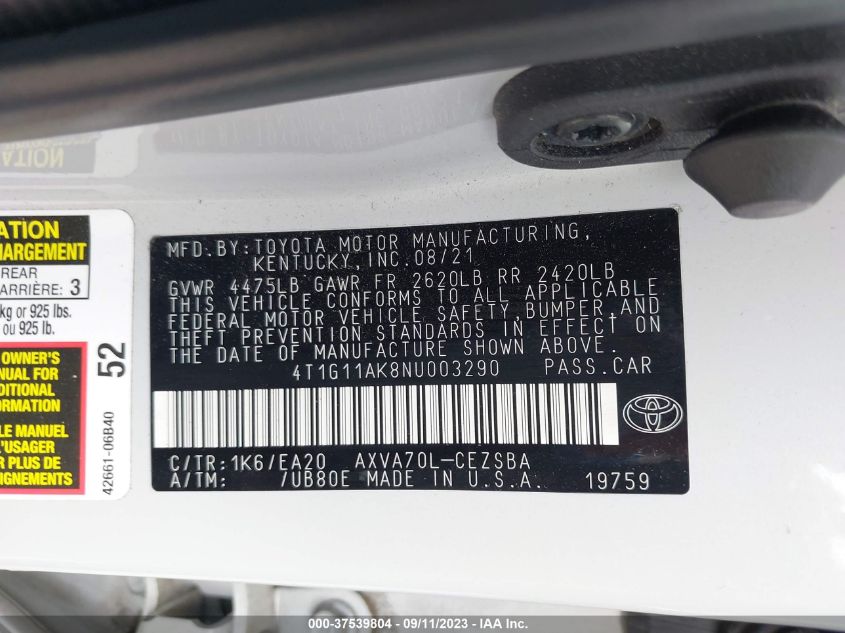 NOITA
ATION
HARGEMENT
REAR
ARRIÈRE: 3
kg or 925 lbs.
ou 925 lb.
OWNER'S
NUAL FOR
DITIONAL
ORMATION
LE MANUEL
L'USAGER
R PLUS DE
IGNEMENTS
52
42661-06B40
MFD.BY:TOYOTA MOTOR MANUFACTURING,
KENTUCKY,INC.08/21
GVWR 4475LB GAWR FR 2620LB RR 2420LB
THIS VEHICLE CONFORMS TO ALL APPLICABLE
FEDERAL MOTOR VEHICLE SAFETY,BUMPER,AND
THEFT PREVENTION STANDARDS IN EFFECT ON
THE DATE OF MANUFACTURE SHOWN ABOVE.
4T1G11AK8NU003290 PASS.CAR
C/TR:1K6/EA20 AXVA70L-CEZSBA
A/TM: /UB80E MADE IN U.S.A. 19759
000-37539804 - 09/11/2023 - Copyright © IAA, Inc.